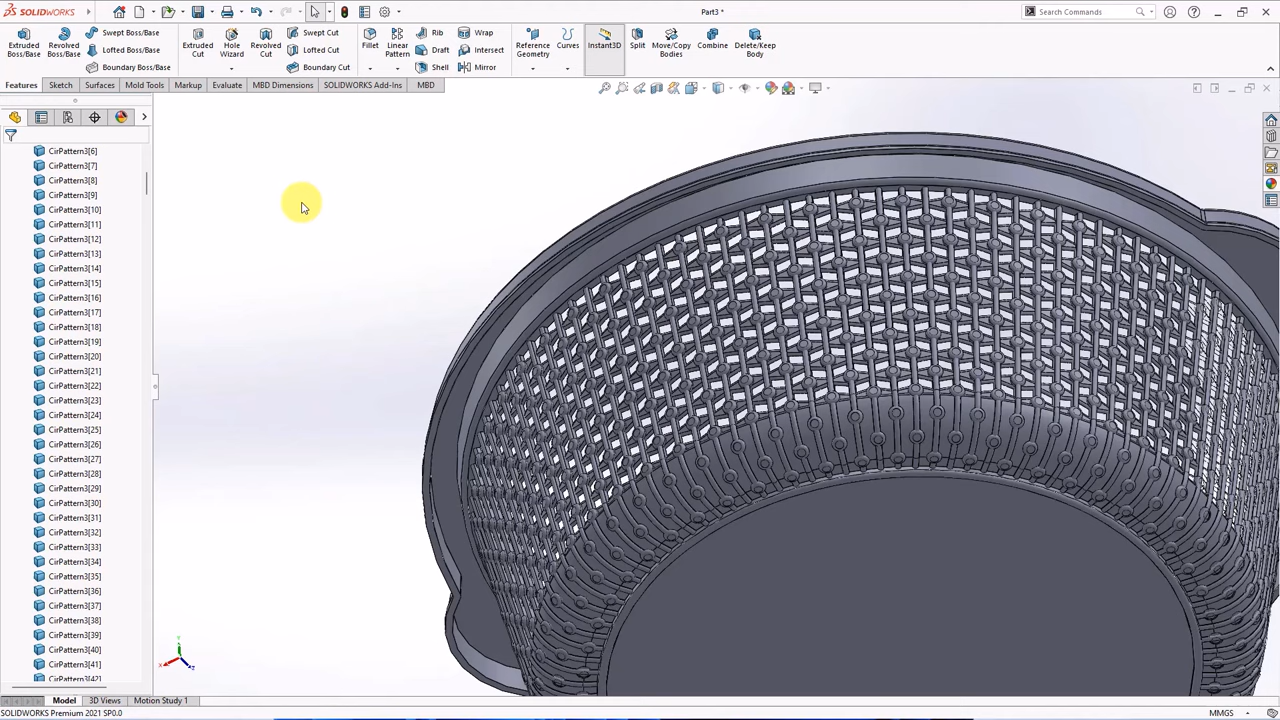 SOLIDWORKS
Part3 *
Search Commands
Extruded Boss/Base
Revolved Boss/Base
Swept Boss/Base
Lofted Boss/Base
Boundary Boss/Base
Extruded Cut
Hole Wizard
Revolved Cut
Swept Cut
Lofted Cut
Boundary Cut
Fillet
Linear Pattern
Rib
Draft
Shell
Wrap
Intersect
Mirror
Reference Geometry
Curves
Instant3D
Split
Move/Copy Bodies
Combine
Delete/Keep Body
Features Sketch Surfaces Mold Tools Markup Evaluate MBD Dimensions SOLIDWORKS Add-Ins MBD
CirPattern3[6]
CirPattern3[7]
CirPattern3[8]
CirPattern3[9]
CirPattern3[10]
CirPattern3[11]
CirPattern3[12]
CirPattern3[13]
CirPattern3[14]
CirPattern3[15]
CirPattern3[16]
CirPattern3[17]
CirPattern3[18]
CirPattern3[19]
CirPattern3[20]
CirPattern3[21]
CirPattern3[22]
CirPattern3[23]
CirPattern3[24]
CirPattern3[25]
CirPattern3[26]
CirPattern3[27]
CirPattern3[28]
CirPattern3[29]
CirPattern3[30]
CirPattern3[31]
CirPattern3[32]
CirPattern3[33]
CirPattern3[34]
CirPattern3[35]
CirPattern3[36]
CirPattern3[37]
CirPattern3[38]
CirPattern3[39]
CirPattern3[40]
CirPattern3[41]
CirPattern3[42]
Model 3D Views Motion Study 1
SOLIDWORKS Premium 2021 SP0.0
MMGS